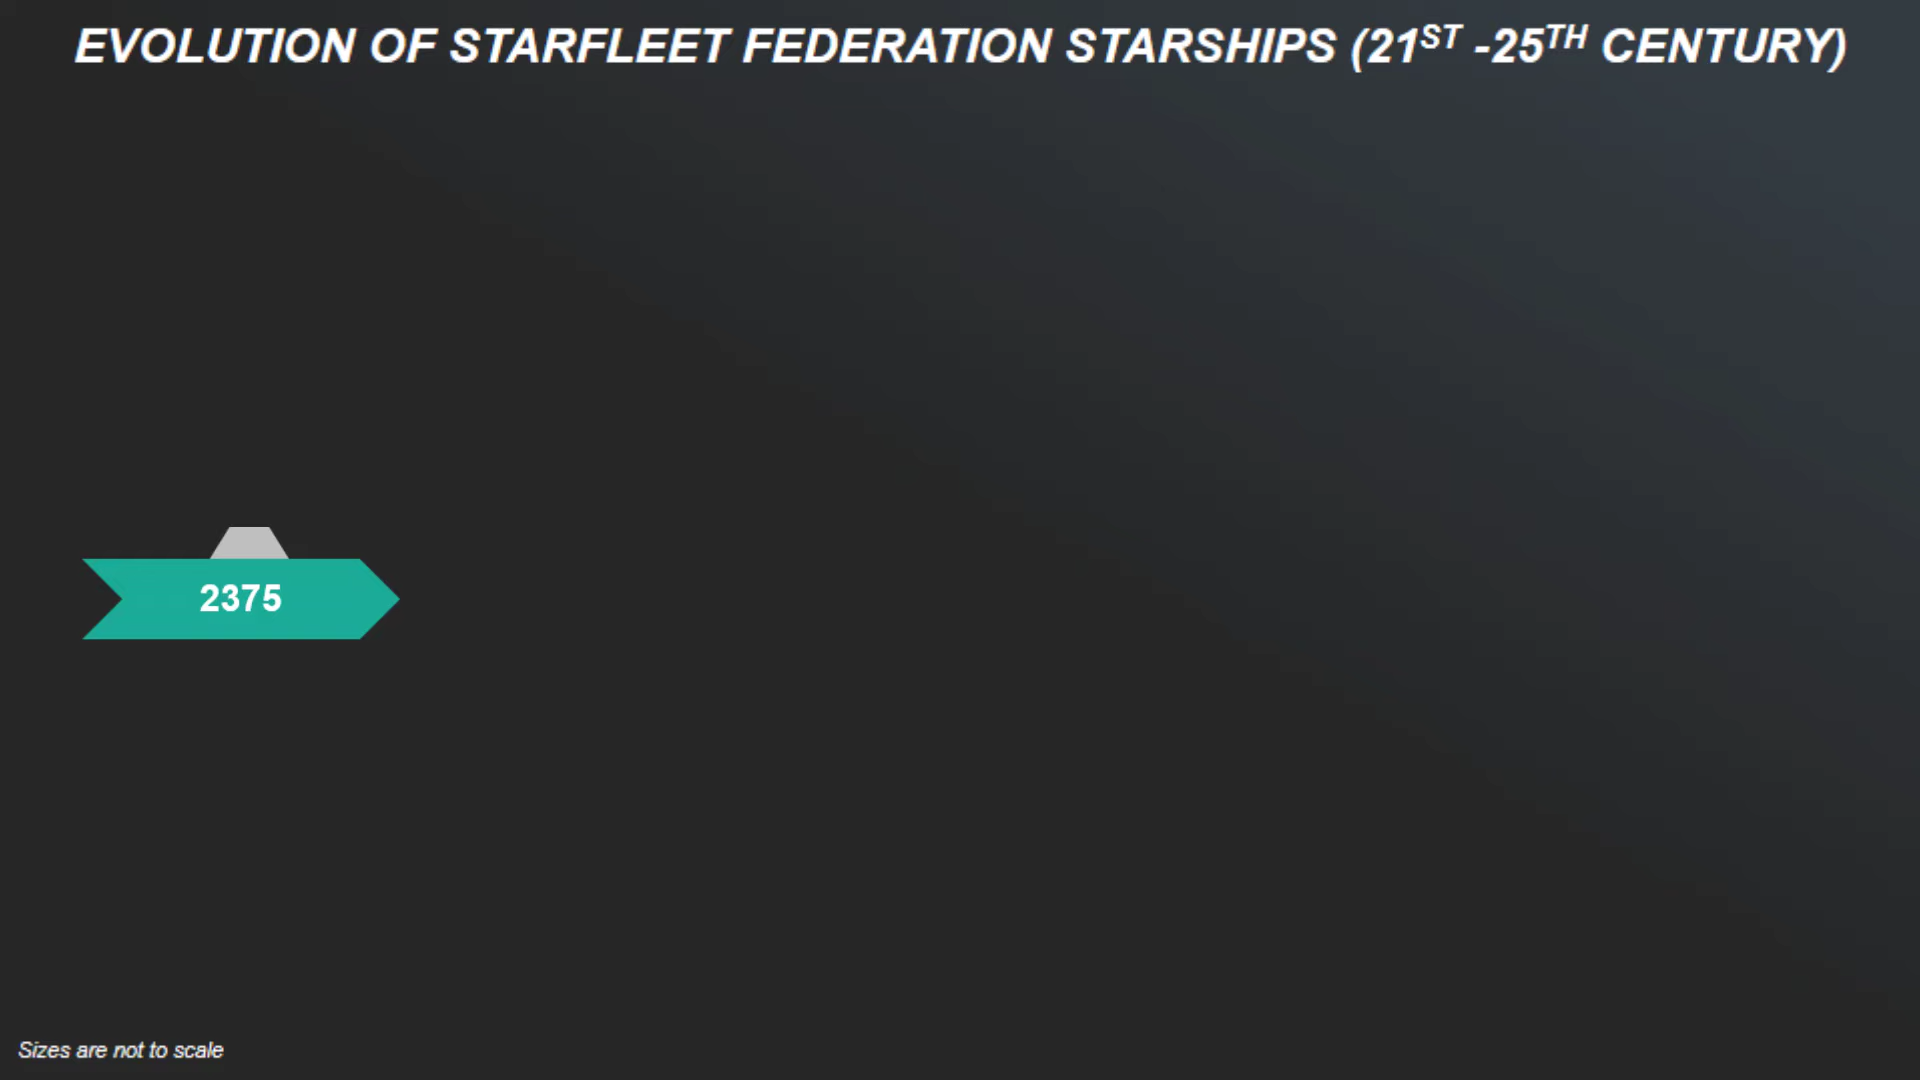 EVOLUTION OF STARFLEET FEDERATION STARSHIPS (21ST -25TH CENTURY)
2375
Sizes are not to scale